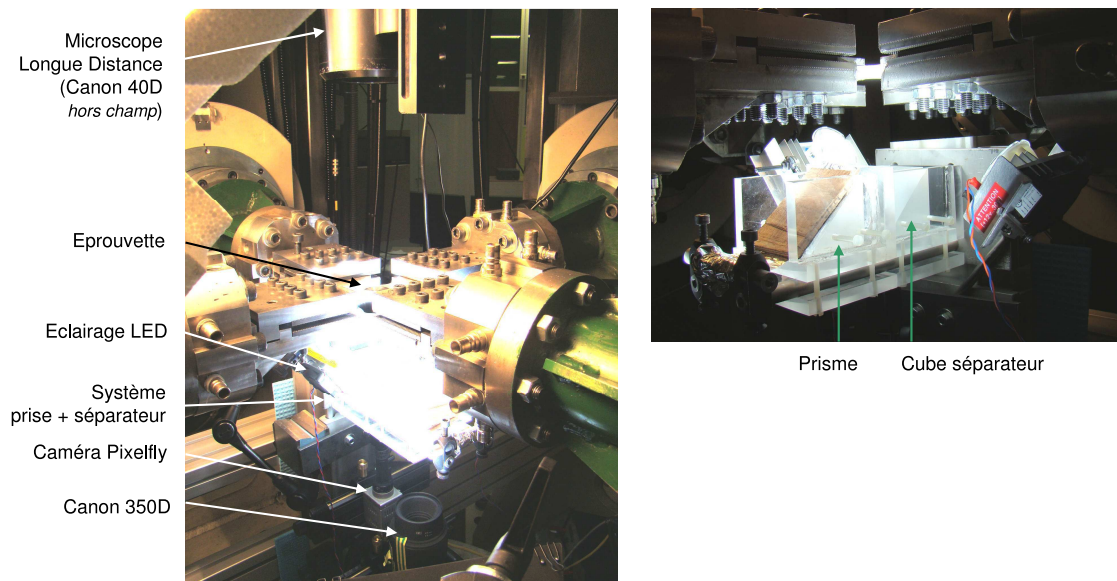 Microscope
Longue Distance
(Canon 40D
hors champ)
Eprouvette
Eclairage LED
Système
prise + séparateur
Caméra Pixelfly
Canon 350D
ATTENTION
Prisme
Cube séparateur